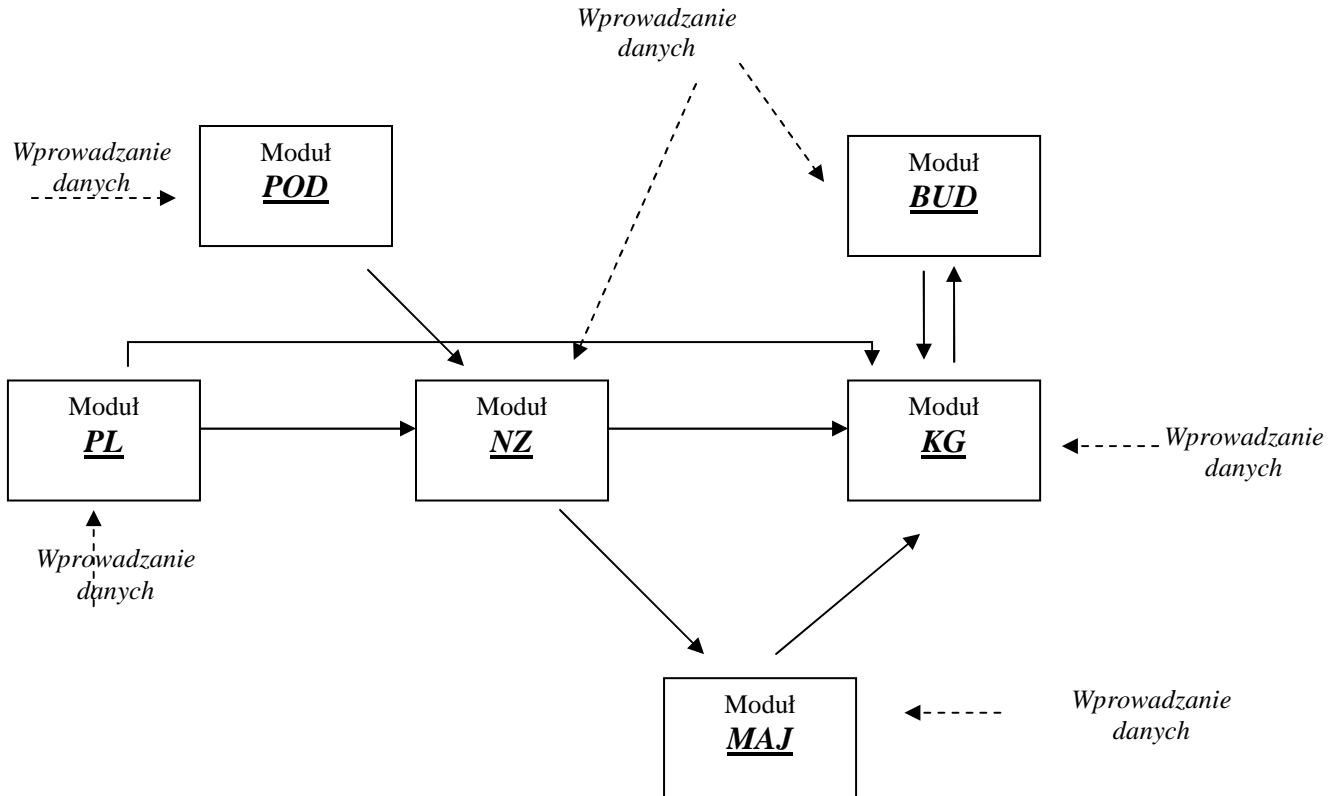 Wprowadzanie
danych
Wprowadzanie
danych
Moduł
POD
Moduł
BUD
Moduł
PL
Moduł
NZ
Moduł
KG
Wprowadzanie
danych
Wprowadzanie
danych
Moduł
MAJ
Wprowadzanie
danych